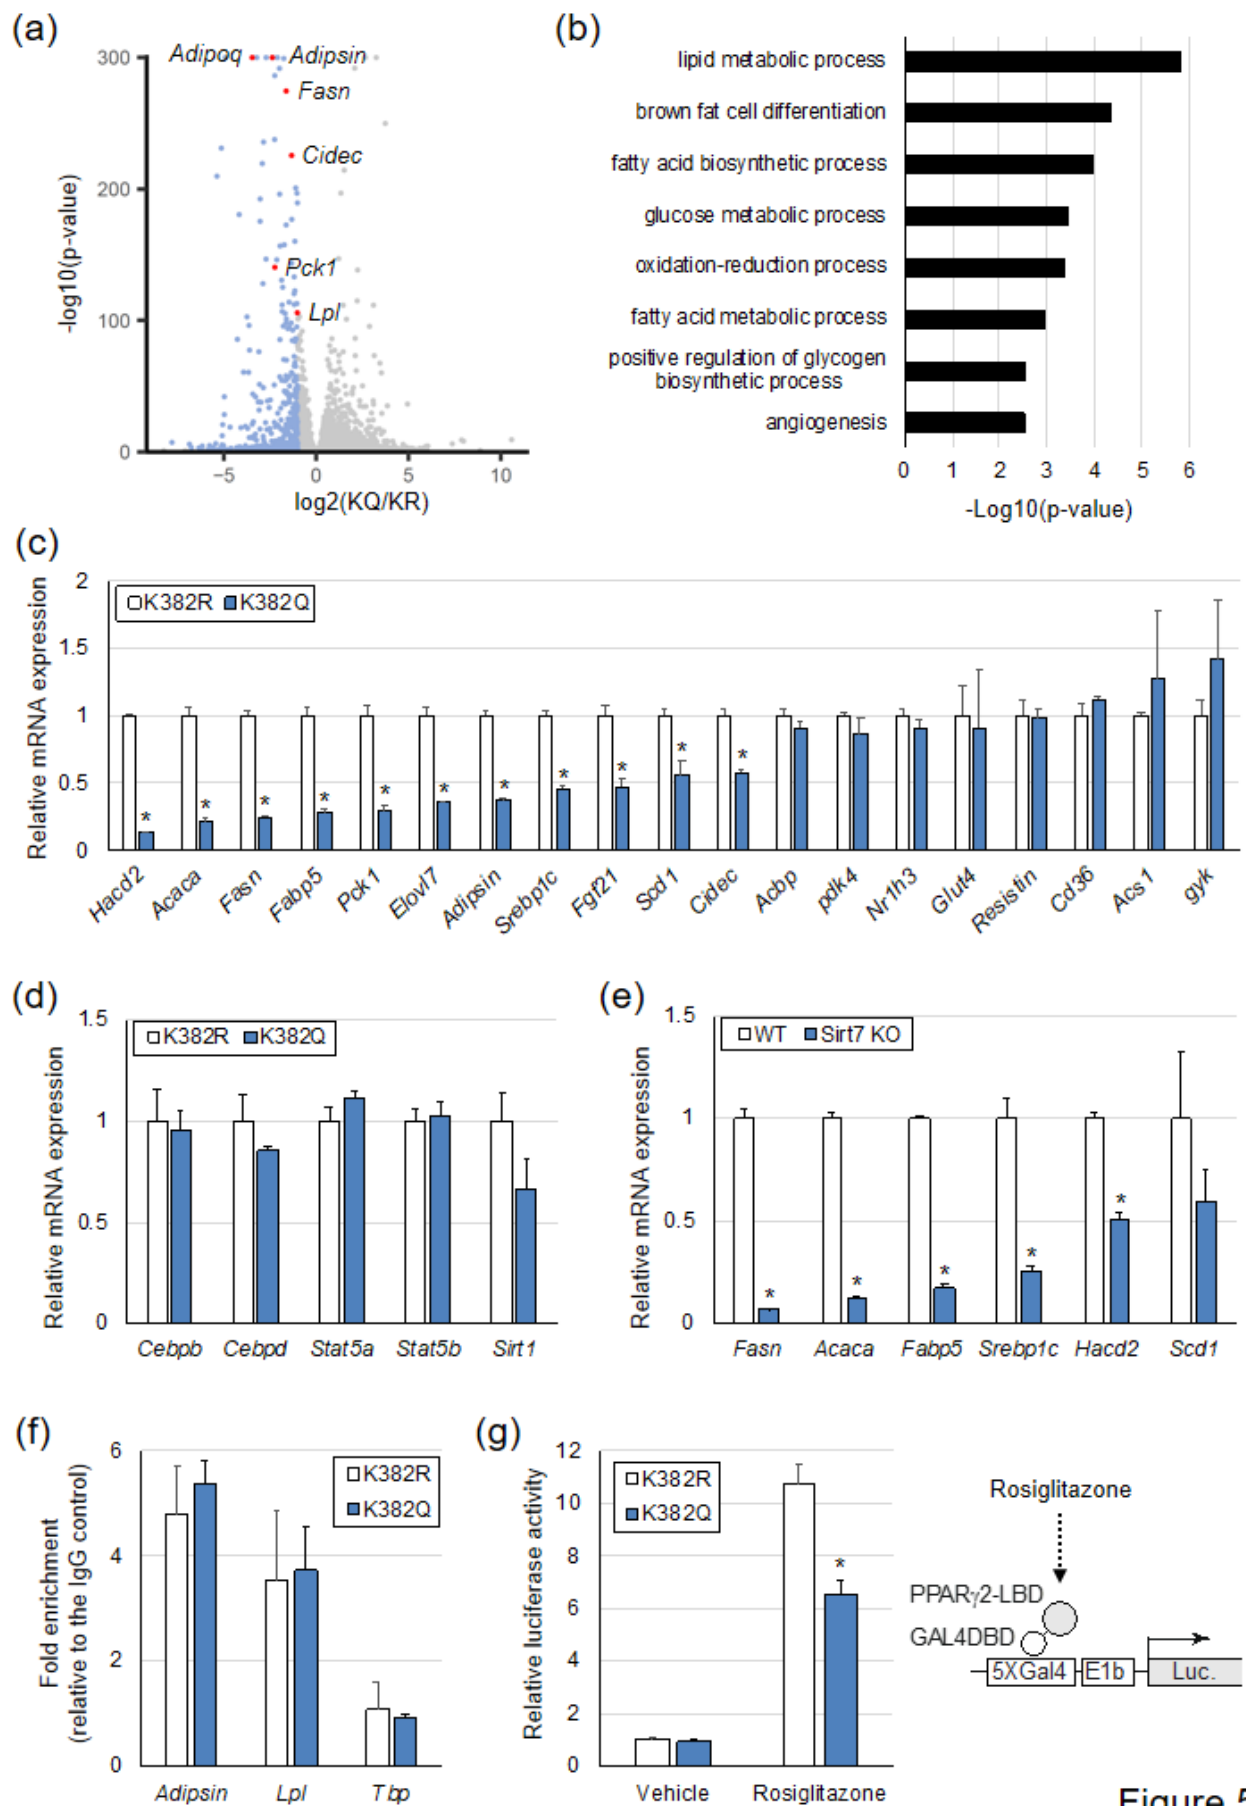 (a)
300
200
100
0
-log10(p-value)
Adipoq
Adipsin
Fasn
Cidec
Pck1
Lpl
−5
0
5
10
log2(KQ/KR)
(b)
lipid metabolic process
brown fat cell differentiation
fatty acid biosynthetic process
glucose metabolic process
oxidation-reduction process
fatty acid metabolic process
positive regulation of glycogen
biosynthetic process
angiogenesis
0 1 2 3 4 5 6
-Log10(p-value)
(c)
Relative mRNA expression
2
1.5
1
0.5
0
K382R K382Q
* * * * * * * * * * *
Hacd2 Acaca Fasn Fabp5 Pck1 Elovl7 Adipsin Srebp1c Fgf21 Scd1 Cidec Acbp pdk4 Nr1h3 Glut4 Resistin Cd36 Acs1 gyk
(d)
Relative mRNA expression
1.5
1
0.5
0
K382R K382Q
Cebpb Cebpd Stat5a Stat5b Sirt1
(e)
Relative mRNA expression
1.5
1
0.5
0
WT Sirt7 KO
* * * * *
Fasn Acaca Fabp5 Srebp1c Hacd2 Scd1
(f)
Fold enrichment
(relative to the IgG control)
6
4
2
0
K382R
K382Q
Adipsin Lpl Tbp
(g)
Relative luciferase activity
12
10
8
6
4
2
0
K382R
K382Q
*
Vehicle Rosiglitazone
Rosiglitazone
PPARγ2-LBD
GAL4DBD
5XGal4 E1b Luc.
Figure 5